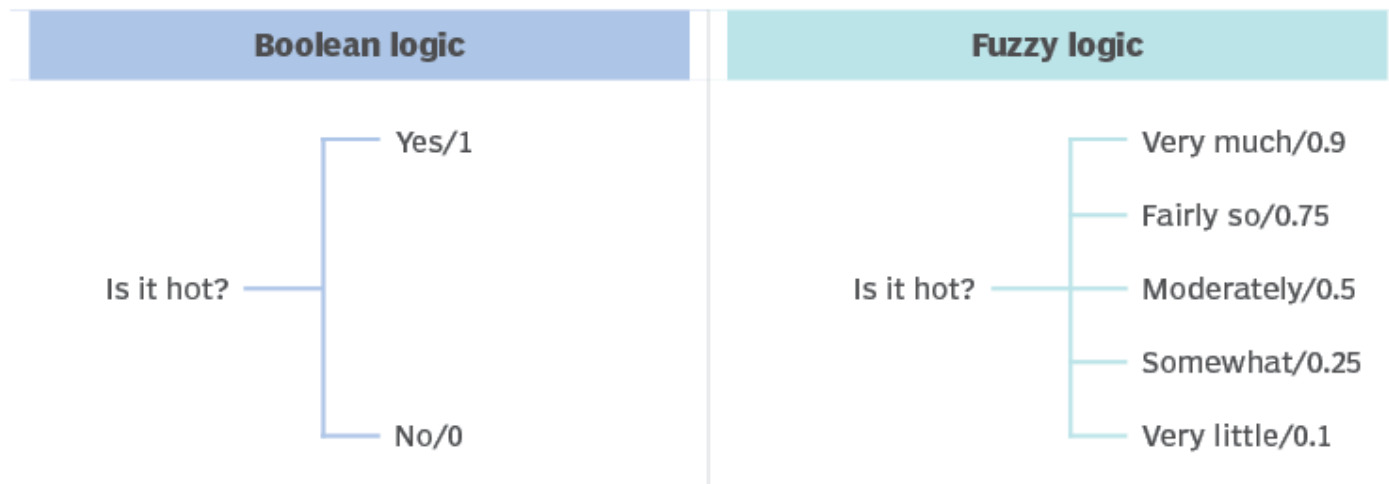 Boolean logic
Is it hot?
Yes/1
No/0
Fuzzy logic
Is it hot?
Very much/0.9
Fairly so/0.75
Moderately/0.5
Somewhat/0.25
Very little/0.1